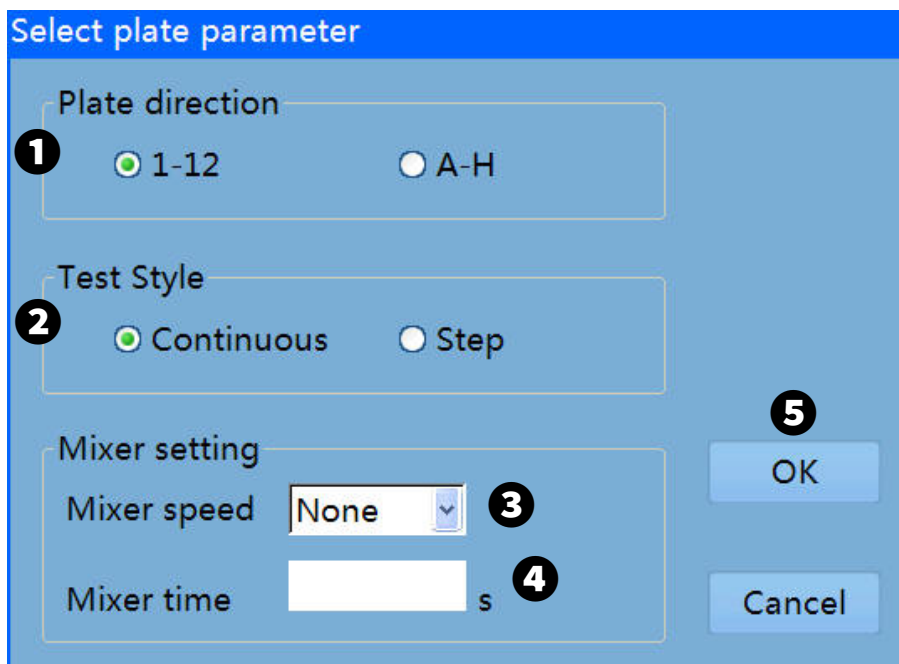 Select plate parameter
Plate direction
1 1-12 A-H
Test Style
2 Continuous Step
5
Mixer setting
OK
Mixer speed None 3
Mixer time s 4
Cancel